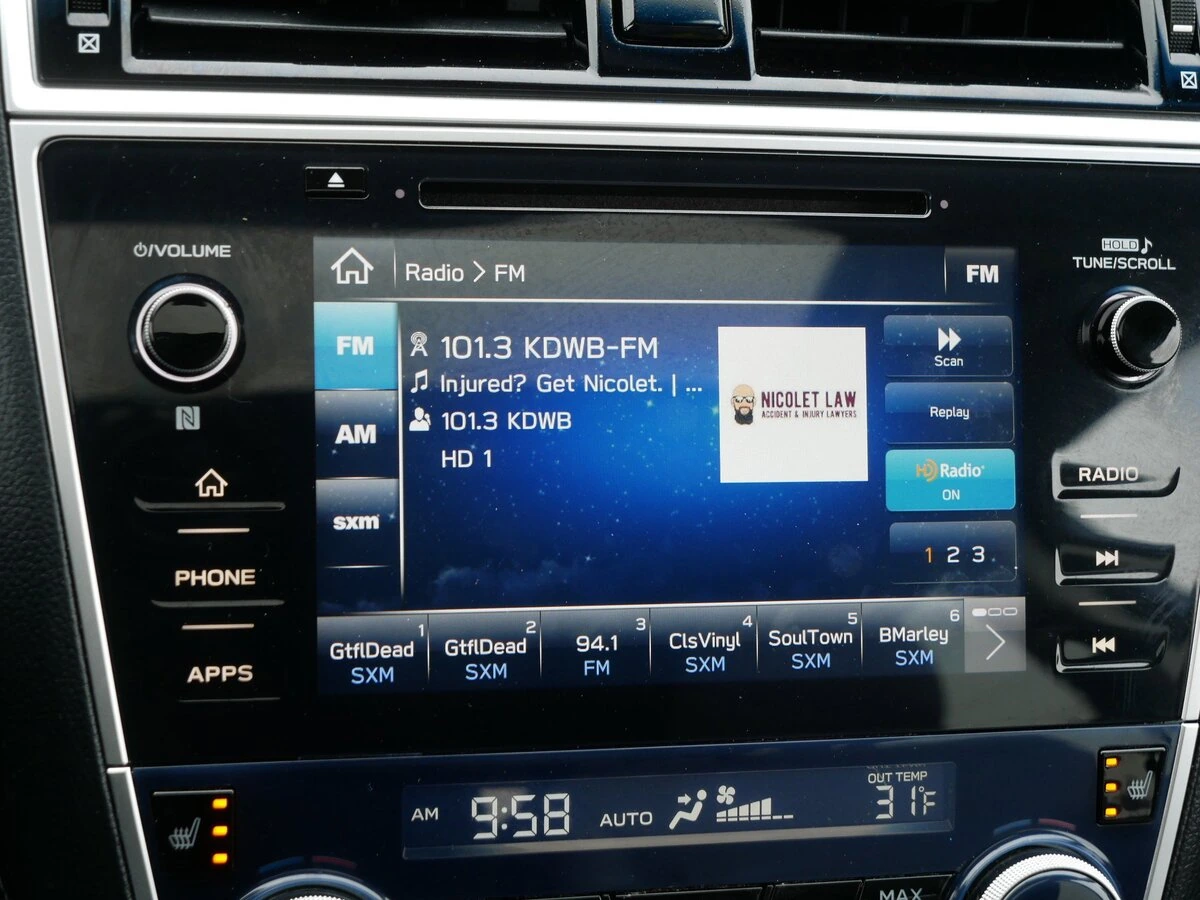 ⏻/VOLUME
HOLD
TUNE/SCROLL
Radio > FM
FM
FM
AM
sxm
101.3 KDWB-FM
Injured? Get Nicolet. | ...
101.3 KDWB
HD 1
NICOLET LAW
ACCIDENT & INJURY LAWYERS
Scan
Replay
HD Radio
ON
1 2 3
PHONE
APPS
RADIO
GtflDead 1
SXM
GtflDead 2
SXM
94.1 3
FM
ClsVinyl 4
SXM
SoulTown 5
SXM
BMarley 6
SXM
AM 9:58
AUTO
OUT TEMP
31°F
MAX